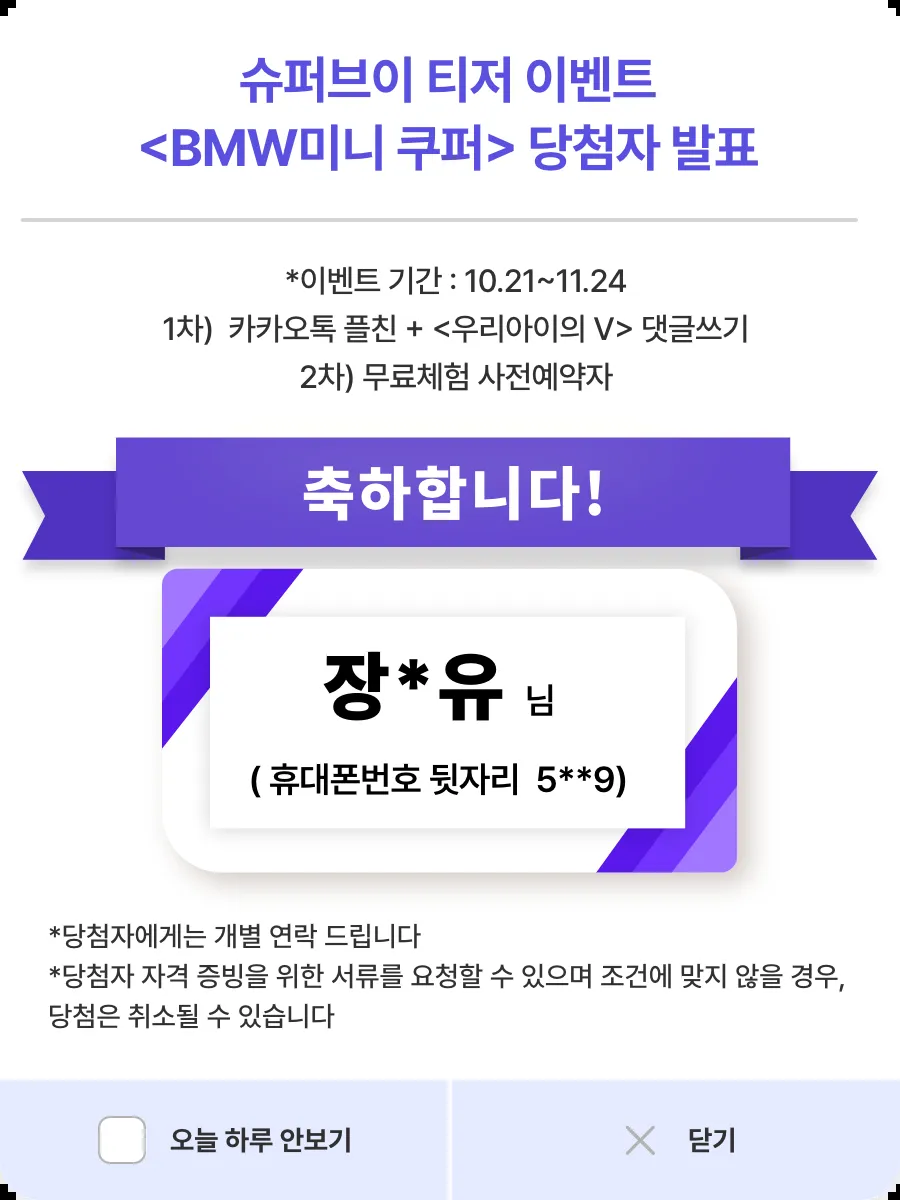 슈퍼브이 티저 이벤트
<BMW미니 쿠퍼> 당첨자 발표
*이벤트 기간 : 10.21~11.24
1차) 카카오톡 플친 + <우리아이의 V> 댓글쓰기
2차) 무료체험 사전예약자
축하합니다!
장*유 님
( 휴대폰번호 뒷자리 5**9)
*당첨자에게는 개별 연락 드립니다
*당첨자 자격 증빙을 위한 서류를 요청할 수 있으며 조건에 맞지 않을 경우,
당첨은 취소될 수 있습니다
오늘 하루 안보기
닫기